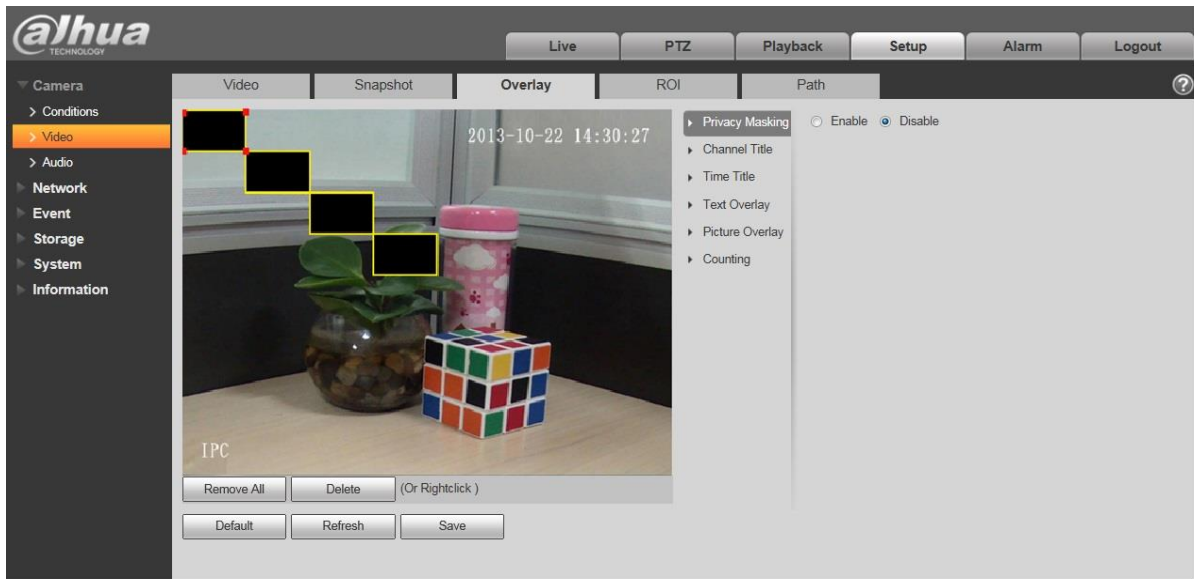 alhua
TECHNOLOGY
Live PTZ Playback Setup Alarm Logout
Camera
Conditions
Video
Audio
Network
Event
Storage
System
Information
Video Snapshot Overlay ROI Path
?
2013-10-22 14:30:27
IPC
Privacy Masking
Channel Title
Time Title
Text Overlay
Picture Overlay
Counting
Enable Disable
Remove All Delete (Or Rightclick )
Default Refresh Save